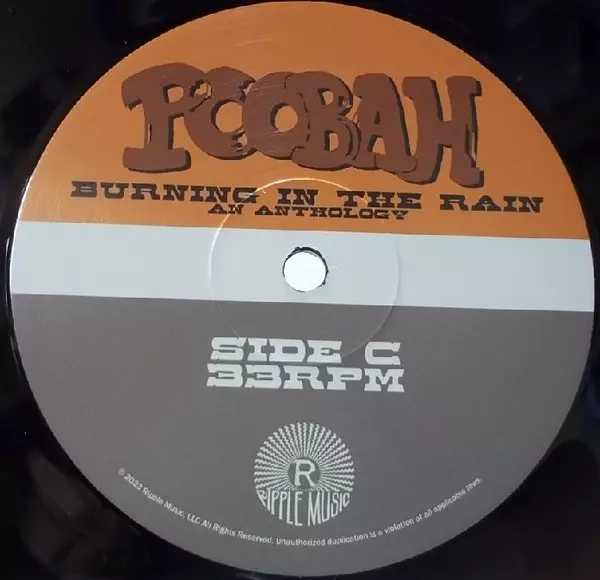 POOBAH
BURNING IN THE RAIN
AN ANTHOLOGY
SIDE C
33RPM
R
RIPPLE MUSIC
© 2023 Ripple Music, LLC All Rights Reserved. Unauthorized duplication is a violation of all applicable laws.